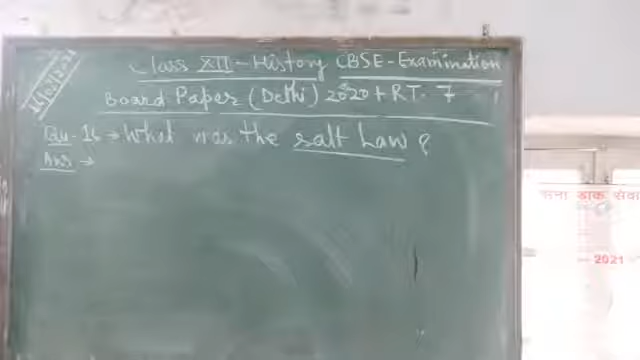 Class XII - History CBSE - Examination
Board Paper (Delhi) 2020 + RT. 7
Qu - 16 → What was the salt Law ?
Ans →
सना डाक सेवा
- 2021 -